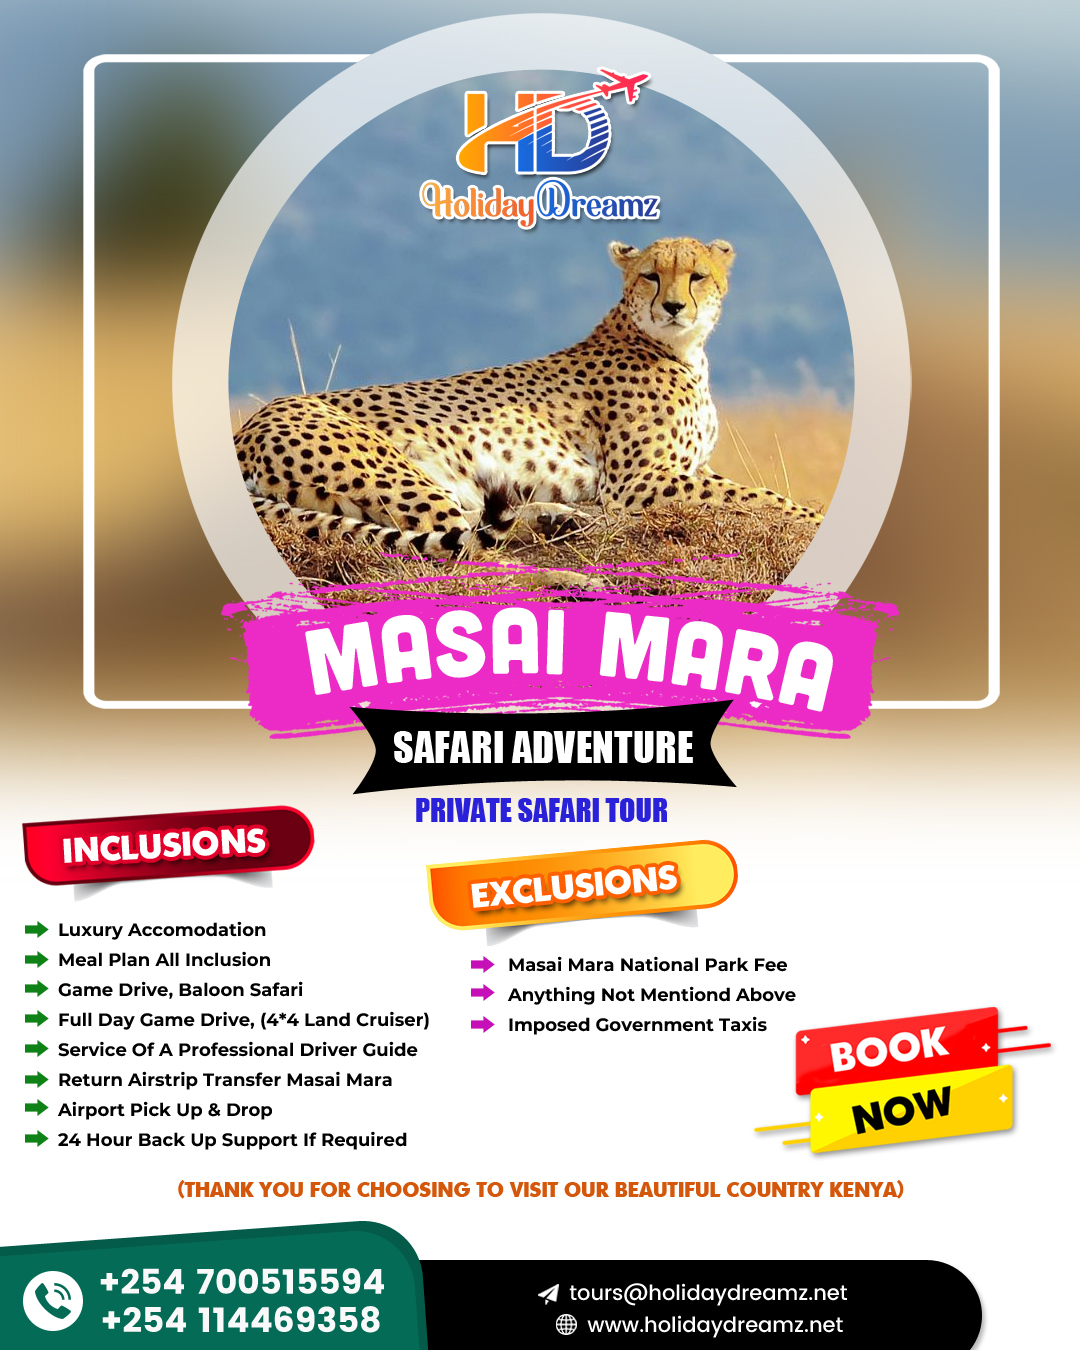 HD
Holiday Dreamz
MASAI MARA
SAFARI ADVENTURE
PRIVATE SAFARI TOUR
INCLUSIONS
Luxury Accomodation
Meal Plan All Inclusion
Game Drive, Baloon Safari
Full Day Game Drive, (4*4 Land Cruiser)
Service Of A Professional Driver Guide
Return Airstrip Transfer Masai Mara
Airport Pick Up & Drop
24 Hour Back Up Support If Required
EXCLUSIONS
Masai Mara National Park Fee
Anything Not Mentiond Above
Imposed Government Taxis
BOOK
NOW
(THANK YOU FOR CHOOSING TO VISIT OUR BEAUTIFUL COUNTRY KENYA)
+254 700515594
+254 114469358
tours@holidaydreamz.net
www.holidaydreamz.net